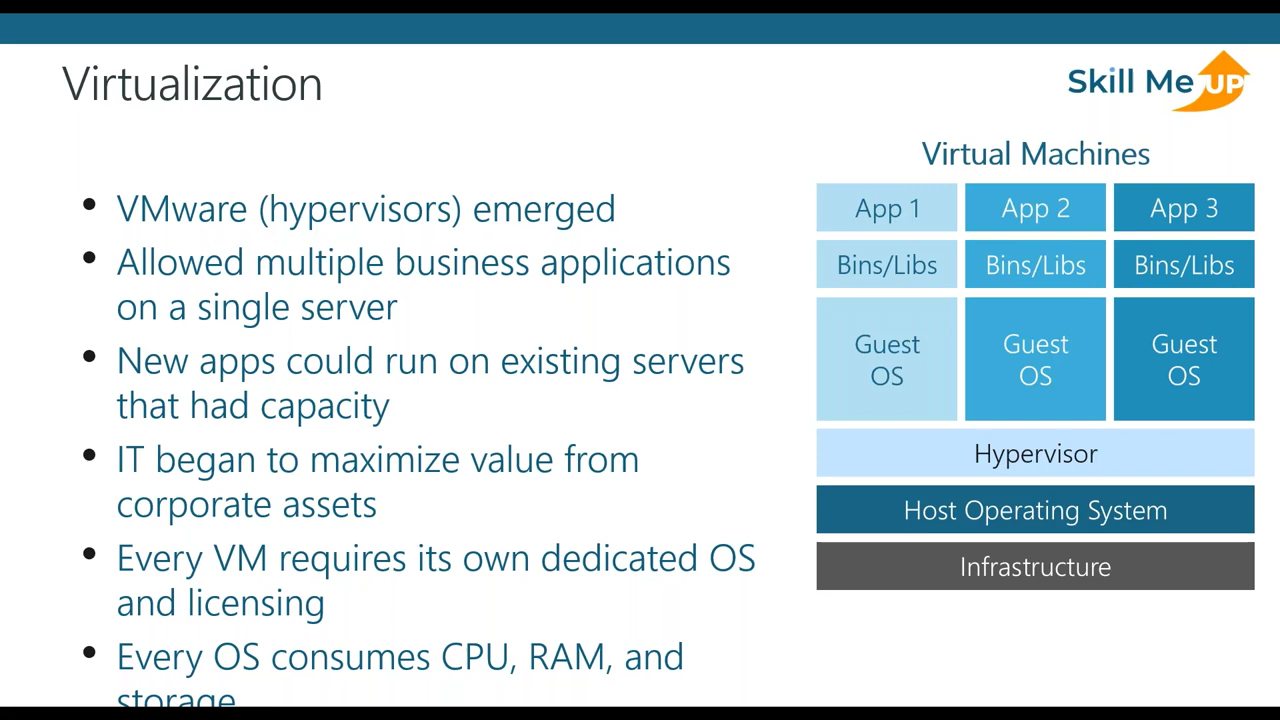 Virtualization
Skill Me UP
• VMware (hypervisors) emerged
• Allowed multiple business applications
on a single server
• New apps could run on existing servers
that had capacity
• IT began to maximize value from
corporate assets
• Every VM requires its own dedicated OS
and licensing
• Every OS consumes CPU, RAM, and
storage
Virtual Machines
App 1 App 2 App 3
Bins/Libs Bins/Libs Bins/Libs
Guest Guest Guest
OS OS OS
Hypervisor
Host Operating System
Infrastructure